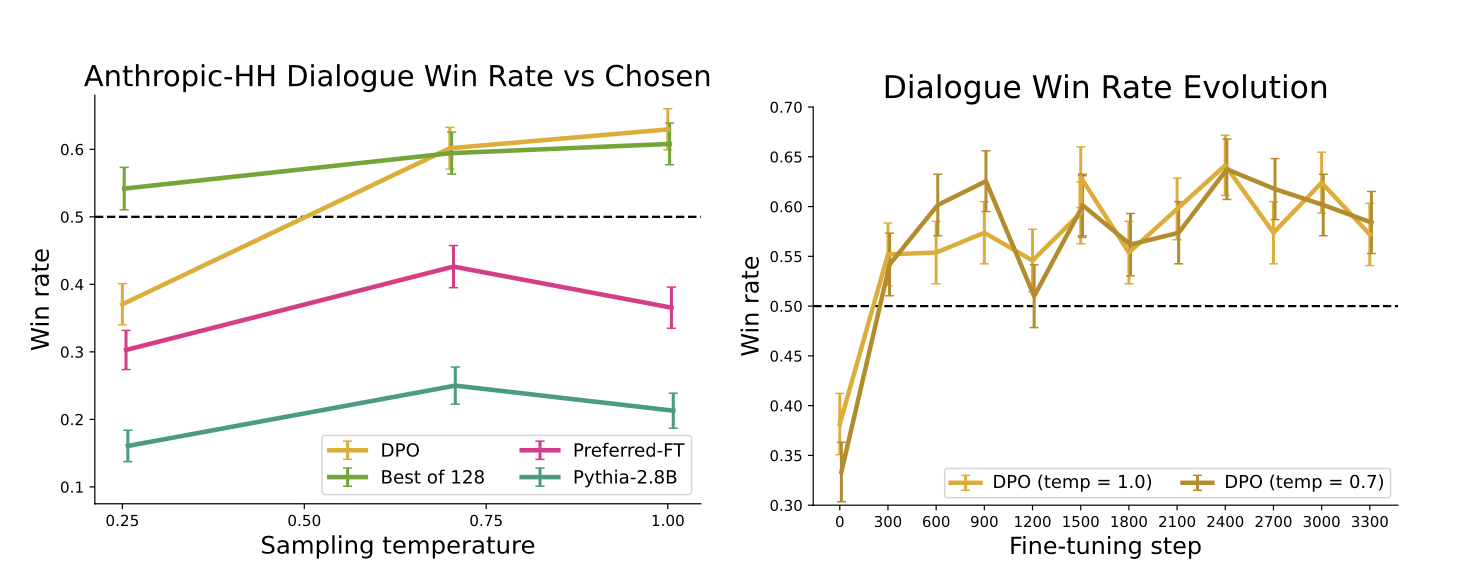 Anthropic-HH Dialogue Win Rate vs Chosen
Win rate
0.6
0.5
0.4
0.3
0.2
0.1
DPO
Best of 128
Preferred-FT
Pythia-2.8B
0.25 0.50 0.75 1.00
Sampling temperature
Dialogue Win Rate Evolution
Win rate
0.70
0.65
0.60
0.55
0.50
0.45
0.40
0.35
0.30
DPO (temp = 1.0) DPO (temp = 0.7)
0 300 600 900 1200 1500 1800 2100 2400 2700 3000 3300
Fine-tuning step